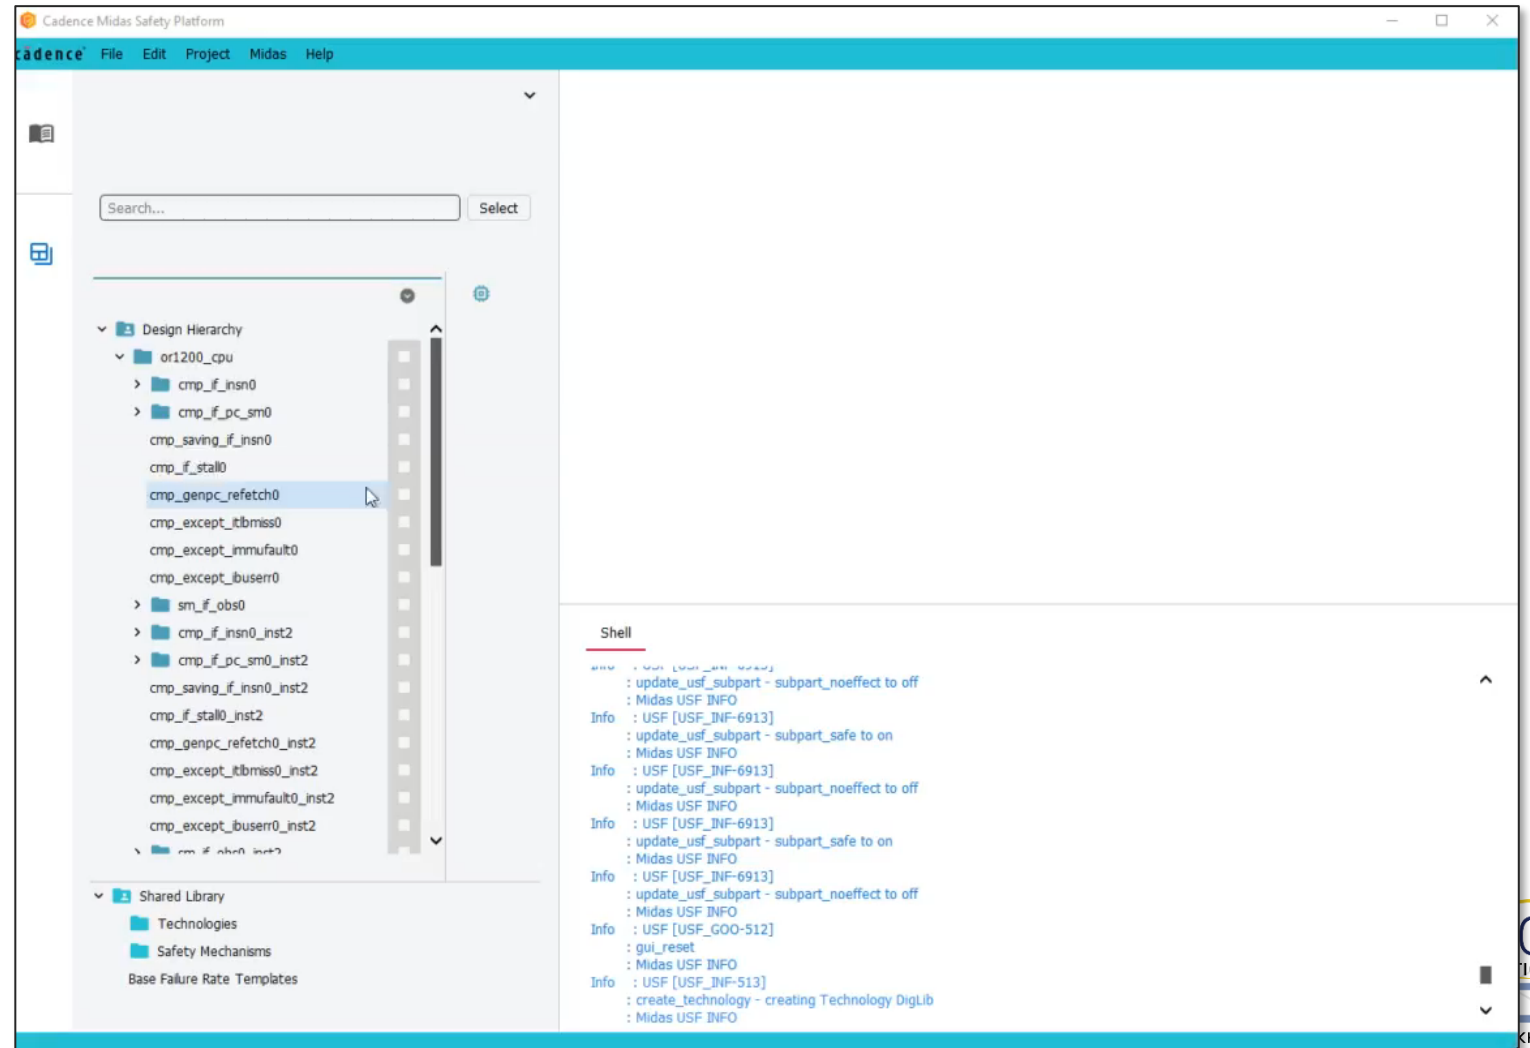 Cadence Midas Safety Platform
cādence File Edit Project Midas Help
Search...
Select
Design Hierarchy
or1200_cpu
cmp_if_insn0
cmp_if_pc_sm0
cmp_saving_if_insn0
cmp_if_stall0
cmp_genpc_refetch0
cmp_except_itlbmiss0
cmp_except_immufault0
cmp_except_ibuserr0
sm_if_obs0
cmp_if_insn0_inst2
cmp_if_pc_sm0_inst2
cmp_saving_if_insn0_inst2
cmp_if_stall0_inst2
cmp_genpc_refetch0_inst2
cmp_except_itlbmiss0_inst2
cmp_except_immufault0_inst2
cmp_except_ibuserr0_inst2
sm_if_obs0_inst2
Shared Library
Technologies
Safety Mechanisms
Base Failure Rate Templates
Shell
Info : USF [USF_INF-6913]
: update_usf_subpart - subpart_noeffect to off
: Midas USF INFO
Info : USF [USF_INF-6913]
: update_usf_subpart - subpart_safe to on
: Midas USF INFO
Info : USF [USF_INF-6913]
: update_usf_subpart - subpart_noeffect to off
: Midas USF INFO
Info : USF [USF_INF-6913]
: update_usf_subpart - subpart_safe to on
: Midas USF INFO
Info : USF [USF_INF-6913]
: update_usf_subpart - subpart_noeffect to off
: Midas USF INFO
Info : USF [USF_GOO-512]
: gui_reset
: Midas USF INFO
Info : USF [USF_INF-513]
: create_technology - creating Technology DigLib
: Midas USF INFO